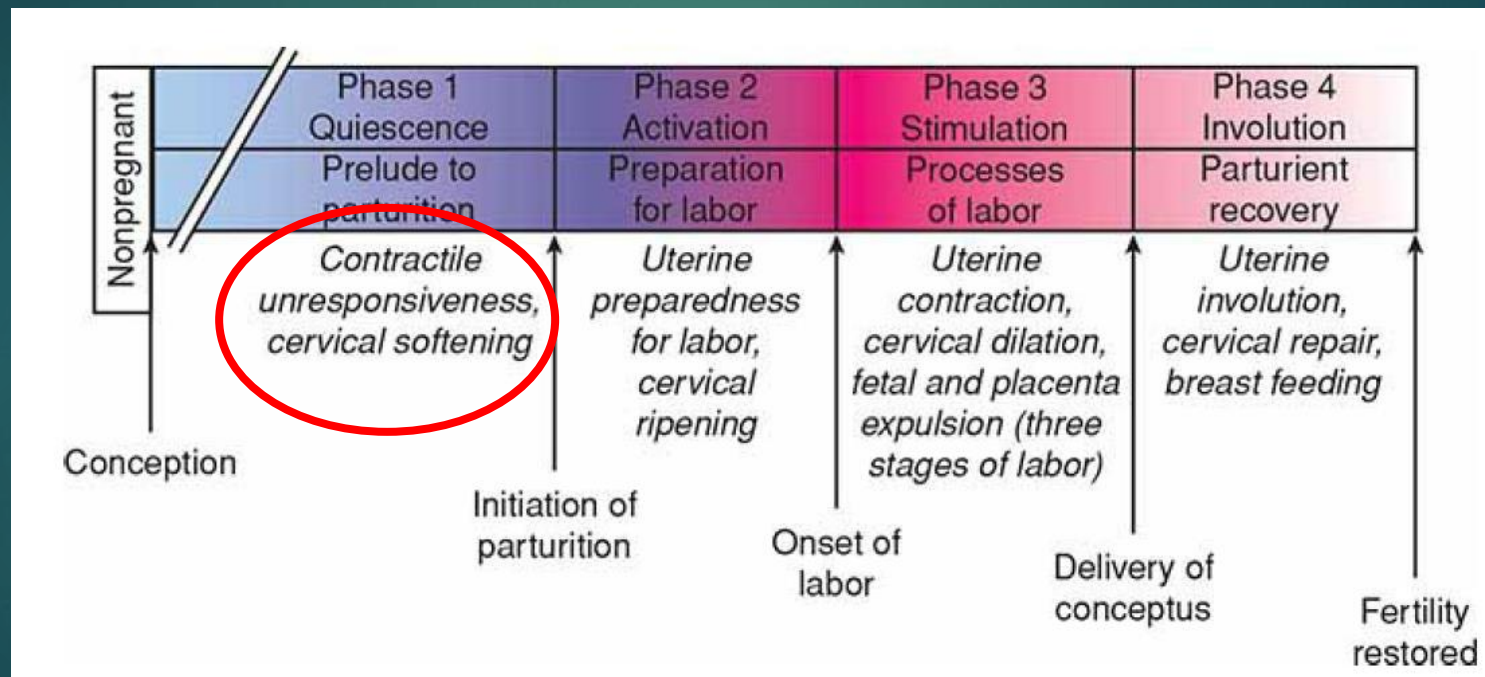 Nonpregnant
Phase 1
Quiescence
Prelude to
parturition
Contractile
unresponsiveness,
cervical softening
Phase 2
Activation
Preparation
for labor
Uterine
preparedness
for labor,
cervical
ripening
Phase 3
Stimulation
Processes
of labor
Uterine
contraction,
cervical dilation,
fetal and placenta
expulsion (three
stages of labor)
Phase 4
Involution
Parturient
recovery
Uterine
involution,
cervical repair,
breast feeding
Conception
Initiation of
parturition
Onset of
labor
Delivery of
conceptus
Fertility
restored